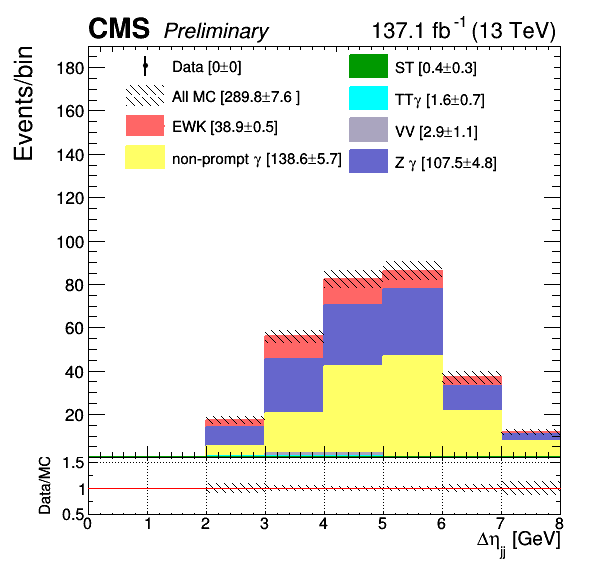 CMS Preliminary 137.1 fb⁻¹ (13 TeV)
Events/bin
180
160
140
120
100
80
60
40
20
Data [0±0]
All MC [289.8±7.6 ]
EWK [38.9±0.5]
non-prompt γ [138.6±5.7]
ST [0.4±0.3]
TTγ [1.6±0.7]
VV [2.9±1.1]
Z γ [107.5±4.8]
Data/MC
1.5
1
0.5
0 1 2 3 4 5 6 7 8
Δη_jj [GeV]